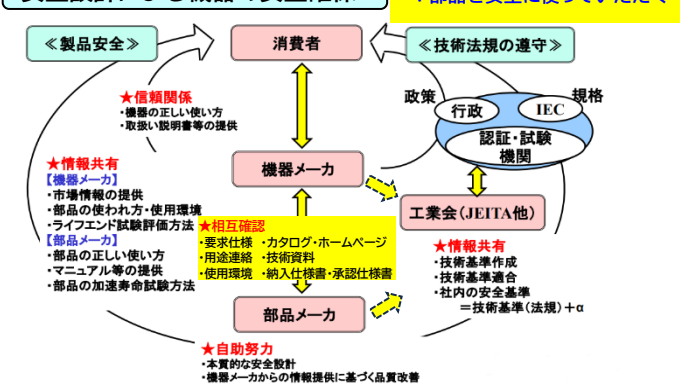 ≪製品安全≫
消費者
≪技術法規の遵守≫
★信頼関係
・機器の正しい使い方
・取扱い説明書等の提供
政策
規格
行政
IEC
認証・試験
機関
★情報共有
【機器メーカ】
・市場情報の提供
・部品の使われ方・使用環境
・ライフエンド試験評価方法
【部品メーカ】
・部品の正しい使い方
・マニュアル等の提供
・部品の加速寿命試験方法
機器メーカ
工業会(JEITA他)
★相互確認
・要求仕様 ・カタログ・ホームページ
・用途連絡 ・技術資料
・使用環境 ・納入仕様書・承認仕様書
★情報共有
・技術基準作成
・技術基準適合
・社内の安全基準
＝技術基準(法規)＋α
部品メーカ
★自助努力
・本質的な安全設計
・機器メーカからの情報提供に基づく品質改善